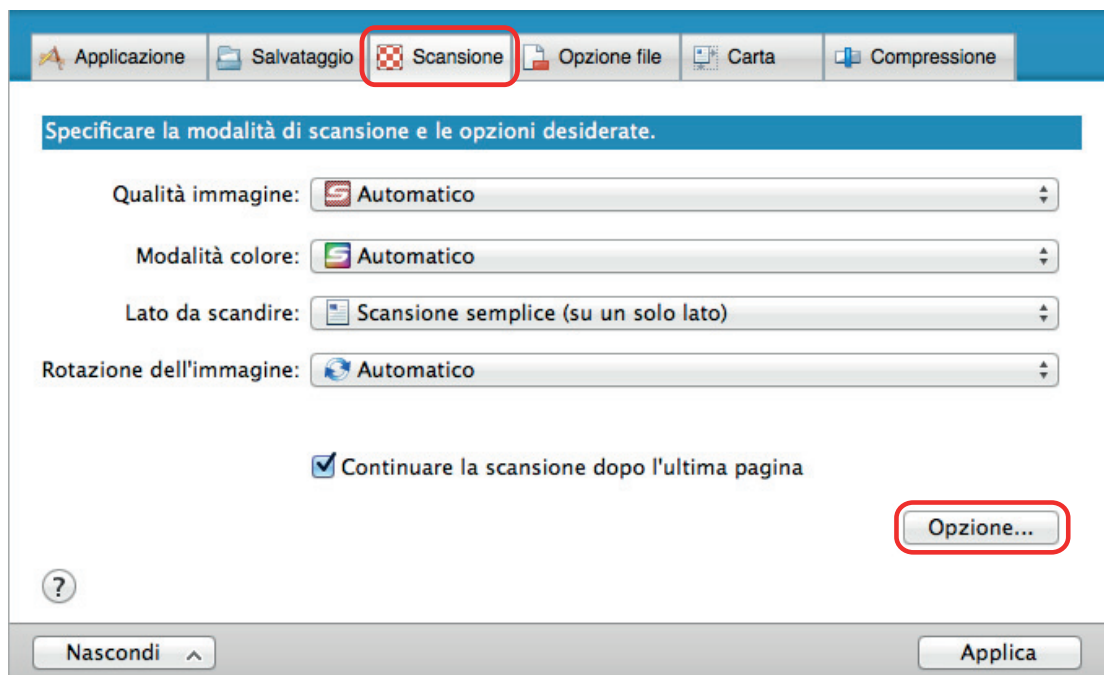 Applicazione Salvataggio Scansione Opzione file Carta Compressione
Specificare la modalità di scansione e le opzioni desiderate.
Qualità immagine: Automatico
Modalità colore: Automatico
Lato da scandire: Scansione semplice (su un solo lato)
Rotazione dell'immagine: Automatico
Continuare la scansione dopo l'ultima pagina
Opzione...
?
Nascondi Applica